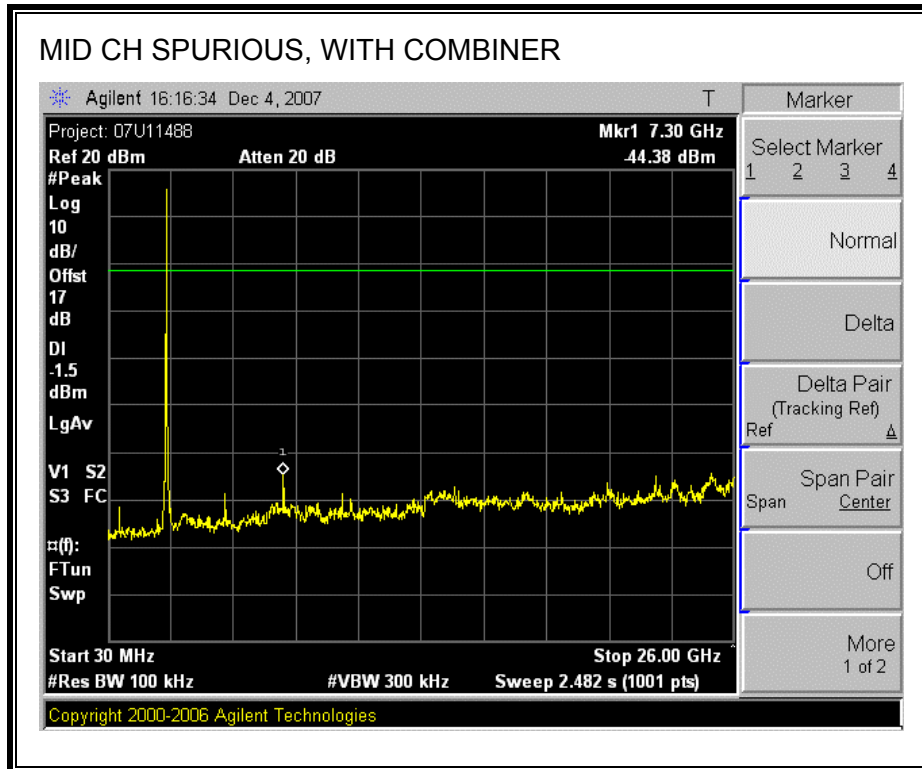 MID CH SPURIOUS, WITH COMBINER
Agilent 16:16:34 Dec 4, 2007 T
Project: 07U11488 Mkr1 7.30 GHz
Ref 20 dBm Atten 20 dB -44.38 dBm
#Peak
Log
10
dB/
Offst
17
dB
DI
-1.5
dBm
LgAv
1
V1 S2
S3 FC
¤(f):
FTun
Swp
Start 30 MHz Stop 26.00 GHz
#Res BW 100 kHz #VBW 300 kHz Sweep 2.482 s (1001 pts)
Copyright 2000-2006 Agilent Technologies
Marker
Select Marker
1 2 3 4
Normal
Delta
Delta Pair
(Tracking Ref)
Ref Δ
Span Pair
Span Center
Off
More
1 of 2